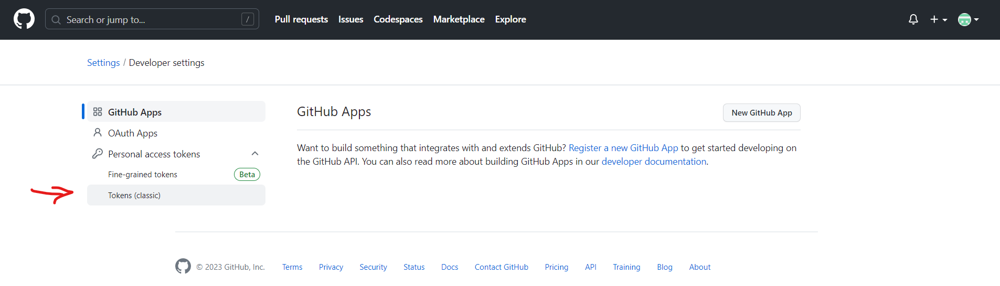 Search or jump to... / Pull requests Issues Codespaces Marketplace Explore
Settings / Developer settings
GitHub Apps
OAuth Apps
Personal access tokens
Fine-grained tokens Beta
Tokens (classic)
GitHub Apps New GitHub App
Want to build something that integrates with and extends GitHub? Register a new GitHub App to get started developing on
the GitHub API. You can also read more about building GitHub Apps in our developer documentation.
© 2023 GitHub, Inc. Terms Privacy Security Status Docs Contact GitHub Pricing API Training Blog About